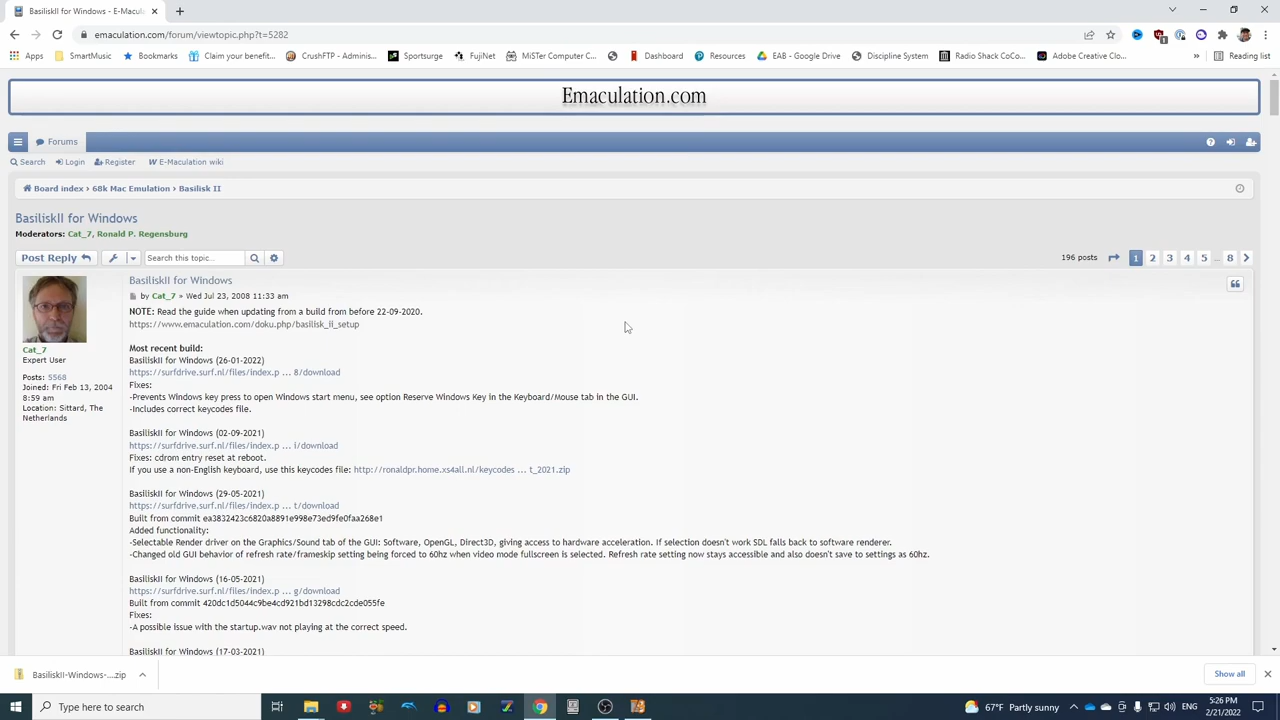 BasiliskII for Windows - E-Macula
emaculation.com/forum/viewtopic.php?t=5282
Apps SmartMusic Bookmarks Claim your benefit... CrushFTP - Adminis... Sportsurge FujiNet MiSTer Computer C... Dashboard Resources EAB - Google Drive Discipline System Radio Shack CoCo... Adobe Creative Clo... » Reading list
Emaculation.com
Forums
Search Login Register E-Maculation wiki
Board index › 68k Mac Emulation › Basilisk II
BasiliskII for Windows
Moderators: Cat_7, Ronald P. Regensburg
Post Reply Search this topic... 196 posts 1 2 3 4 5 ... 8
BasiliskII for Windows
by Cat_7 » Wed Jul 23, 2008 11:33 am
NOTE: Read the guide when updating from a build from before 22-09-2020.
https://www.emaculation.com/doku.php/basilisk_ii_setup
Cat_7
Expert User
Posts: 5568
Joined: Fri Feb 13, 2004
8:59 am
Location: Sittard, The
Netherlands
Most recent build:
BasiliskII for Windows (26-01-2022)
https://surfdrive.surf.nl/files/index.p ... 8/download
Fixes:
-Prevents Windows key press to open Windows start menu, see option Reserve Windows Key in the Keyboard/Mouse tab in the GUI.
-Includes correct keycodes file.
BasiliskII for Windows (02-09-2021)
https://surfdrive.surf.nl/files/index.p ... i/download
Fixes: cdrom entry reset at reboot.
If you use a non-English keyboard, use this keycodes file: http://ronaldpr.home.xs4all.nl/keycodes ... t_2021.zip
BasiliskII for Windows (29-05-2021)
https://surfdrive.surf.nl/files/index.p ... t/download
Built from commit ea3832423c6820a8891e998e73ed9fe0faa268e1
Added functionality:
-Selectable Render driver on the Graphics/Sound tab of the GUI: Software, OpenGL, Direct3D, giving access to hardware acceleration. If selection doesn't work SDL falls back to software renderer.
-Changed old GUI behavior of refresh rate/frameskip setting being forced to 60hz when video mode fullscreen is selected. Refresh rate setting now stays accessible and also doesn't save to settings as 60hz.
BasiliskII for Windows (16-05-2021)
https://surfdrive.surf.nl/files/index.p ... g/download
Built from commit 420dc1d5044c9be4cd921bd13298cdc2cde055fe
Fixes:
-A possible issue with the startup.wav not playing at the correct speed.
BasiliskII for Windows (17-03-2021)
BasiliskII-Windows-....zip Show all
Type here to search 67°F Partly sunny 5:26 PM
2/21/2022